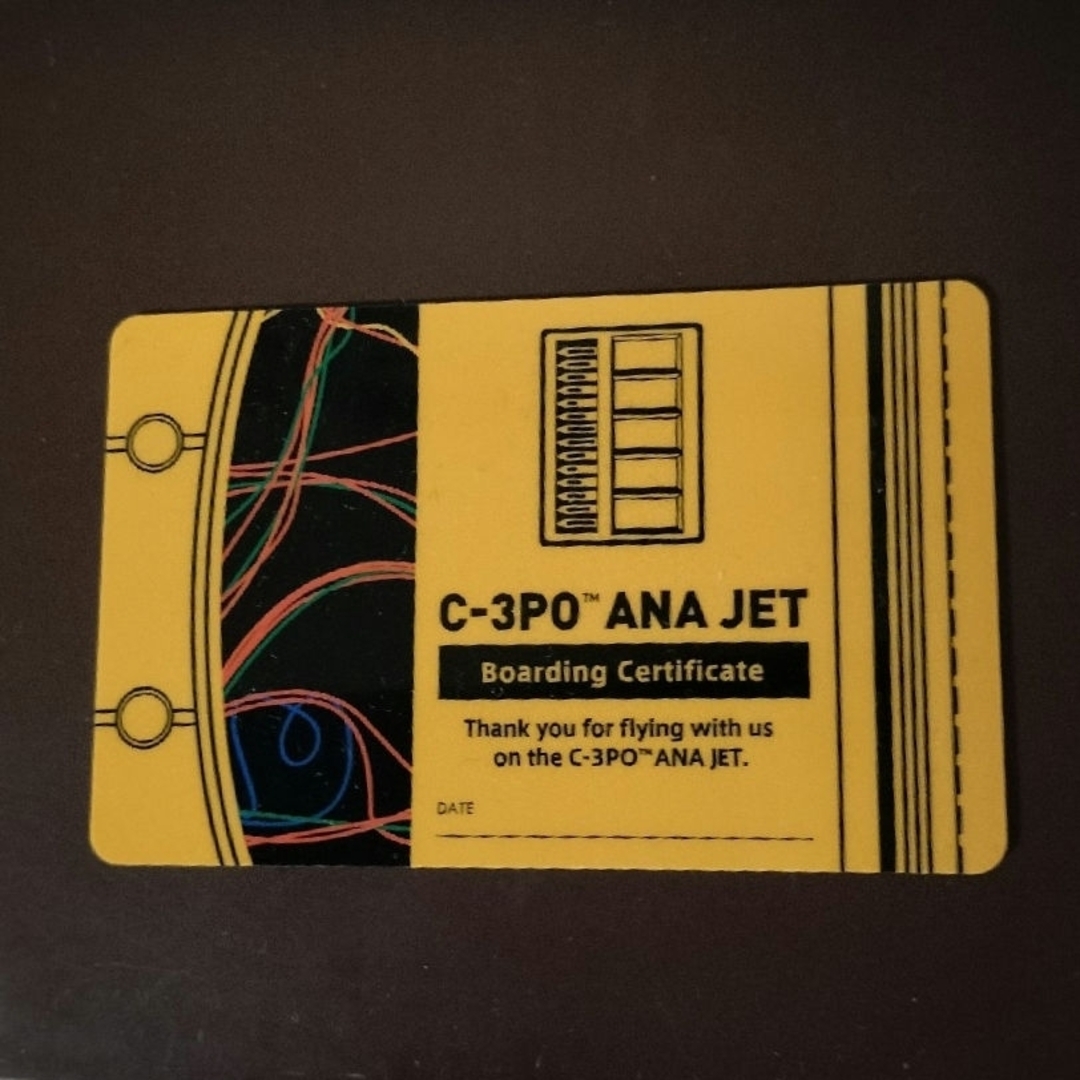 C-3PO™ ANA JET
Boarding Certificate
Thank you for flying with us
on the C-3PO™ ANA JET.
DATE